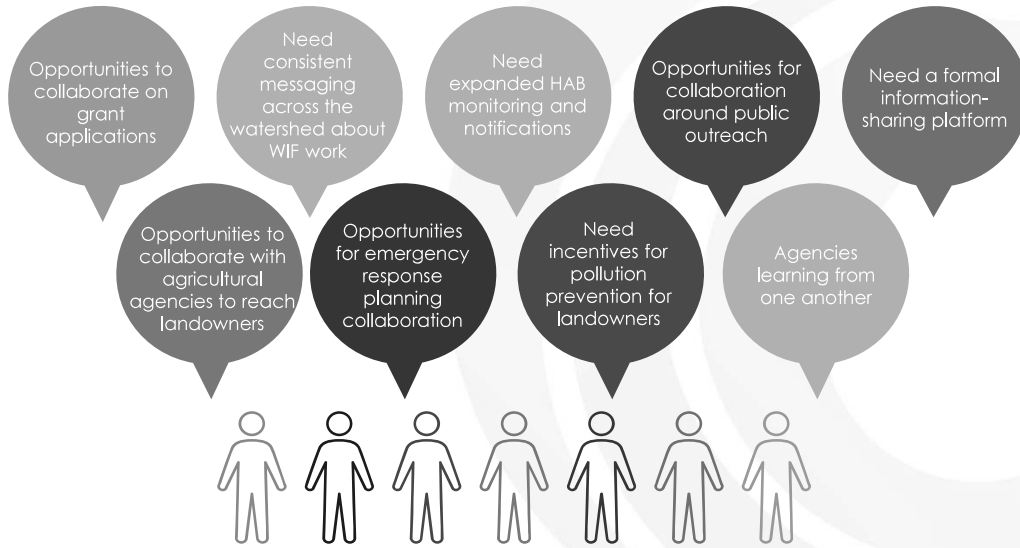 Opportunities to
collaborate on
grant
applications
Need
consistent
messaging
across the
watershed about
WIF work
Need
expanded HAB
monitoring and
notifications
Opportunities for
collaboration
around public
outreach
Need a formal
information-
sharing platform
Opportunities to
collaborate with
agricultural
agencies to reach
landowners
Opportunities
for emergency
response
planning
collaboration
Need
incentives for
pollution
prevention for
landowners
Agencies
learning from
one another